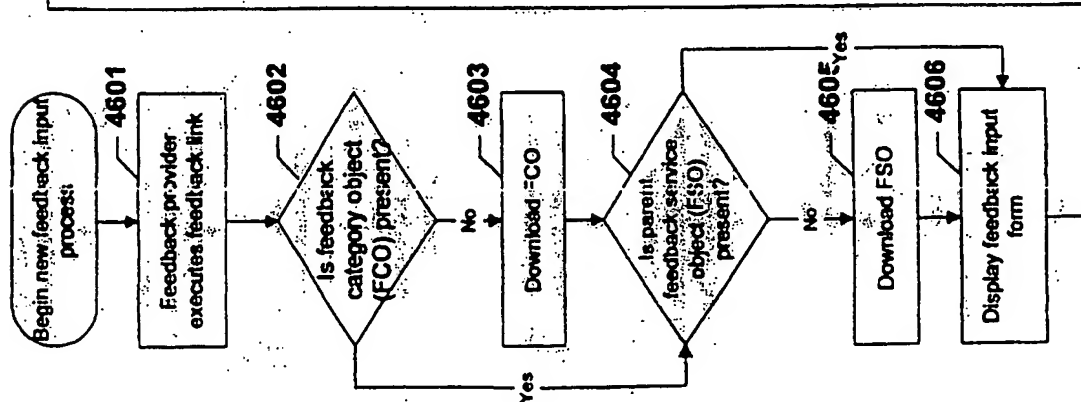 Begin new feedback input
process
4601
Feedback provider
executes feedback link
4602
Is feedback
category object
(FCO) present?
No
4603
Download FCO
Yes
4604
Is parent
feedback service
object (FSO)
present?
Yes
No
4605
Download FSO
4606
Display feedback input
form